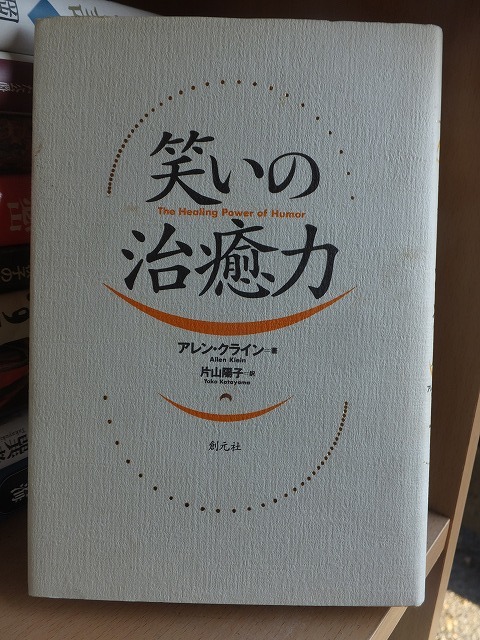 笑いの
The Healing Power of Humor
治癒力
アレン・クライン=著
Allen Klein
片山陽子=訳
Yoko Katayama
創元社